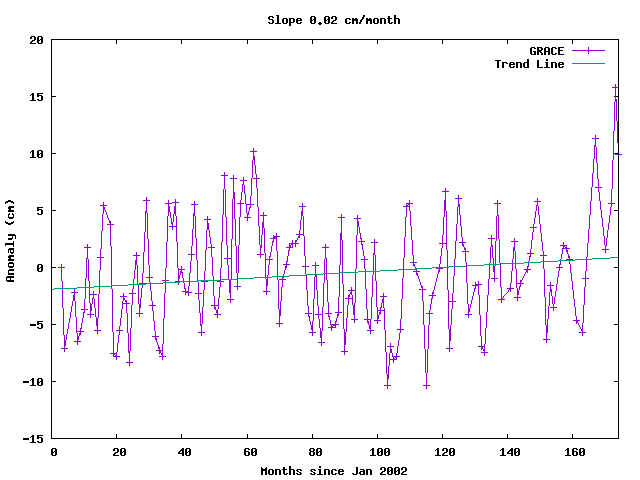 Slope 0.02 cm/month
GRACE
Trend Line
20
15
10
5
0
-5
-10
-15
Anomaly (cm)
0 20 40 60 80 100 120 140 160
Months since Jan 2002